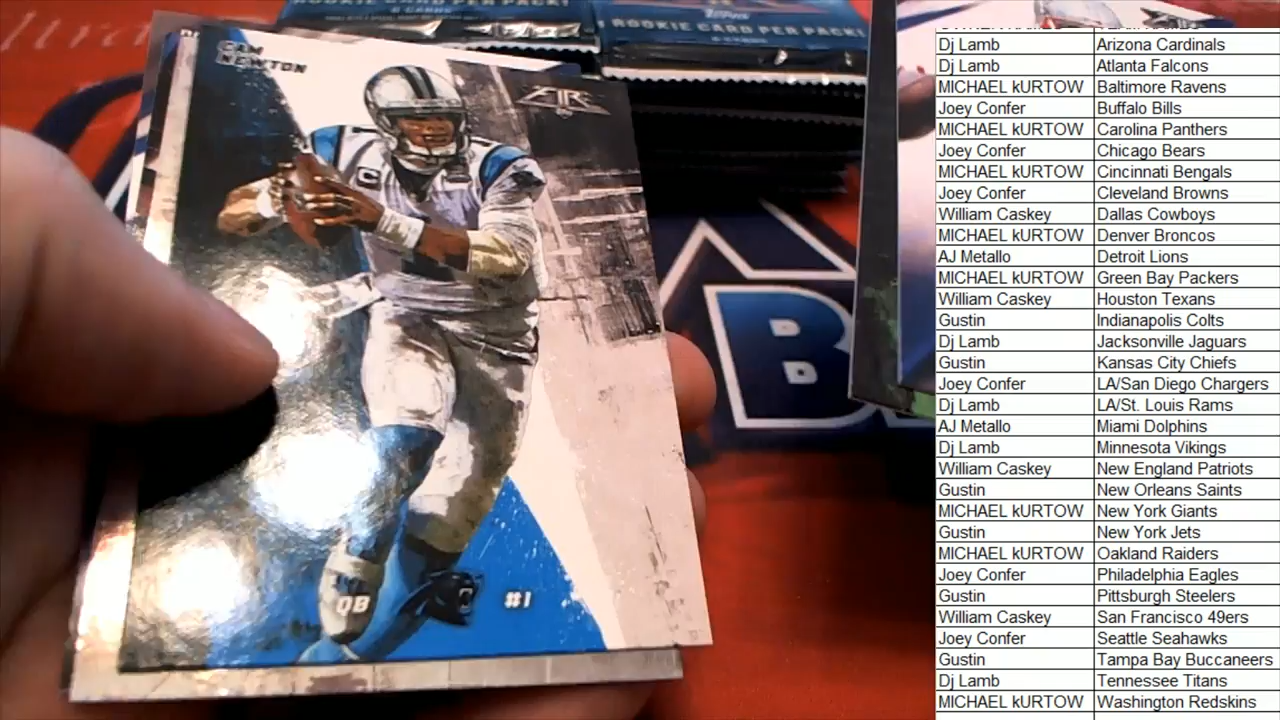 ROOKIE CARD PER PACK!
6 CARDS
ROOKIE CARD PER PACK!
6 CARDS
CAM
NEWTON
FIRE
C
QB
#1
B
Dj Lamb Arizona Cardinals
Dj Lamb Atlanta Falcons
MICHAEL kURTOW Baltimore Ravens
Joey Confer Buffalo Bills
MICHAEL kURTOW Carolina Panthers
Joey Confer Chicago Bears
MICHAEL kURTOW Cincinnati Bengals
Joey Confer Cleveland Browns
William Caskey Dallas Cowboys
MICHAEL kURTOW Denver Broncos
AJ Metallo Detroit Lions
MICHAEL kURTOW Green Bay Packers
William Caskey Houston Texans
Gustin Indianapolis Colts
Dj Lamb Jacksonville Jaguars
Gustin Kansas City Chiefs
Joey Confer LA/San Diego Chargers
Dj Lamb LA/St. Louis Rams
AJ Metallo Miami Dolphins
Dj Lamb Minnesota Vikings
William Caskey New England Patriots
Gustin New Orleans Saints
MICHAEL kURTOW New York Giants
Gustin New York Jets
MICHAEL kURTOW Oakland Raiders
Joey Confer Philadelphia Eagles
Gustin Pittsburgh Steelers
William Caskey San Francisco 49ers
Joey Confer Seattle Seahawks
Gustin Tampa Bay Buccaneers
Dj Lamb Tennessee Titans
MICHAEL kURTOW Washington Redskins